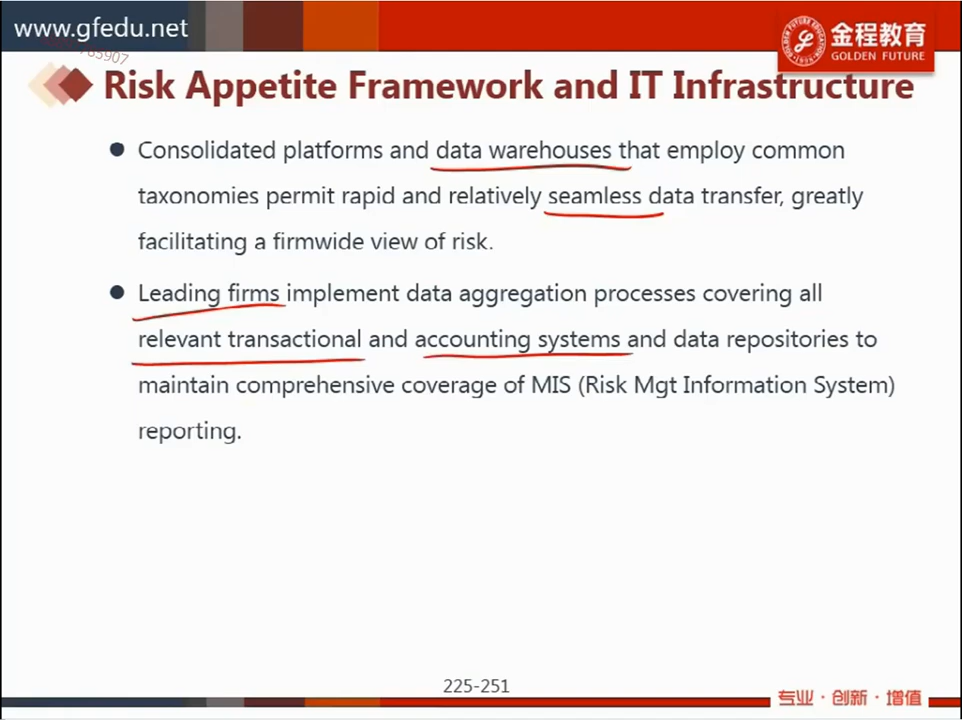 www.gfedu.net
金程教育
GOLDEN FUTURE
Risk Appetite Framework and IT Infrastructure
Consolidated platforms and data warehouses that employ common
taxonomies permit rapid and relatively seamless data transfer, greatly
facilitating a firmwide view of risk.
Leading firms implement data aggregation processes covering all
relevant transactional and accounting systems and data repositories to
maintain comprehensive coverage of MIS (Risk Mgt Information System)
reporting.
225-251
专业·创新·增值